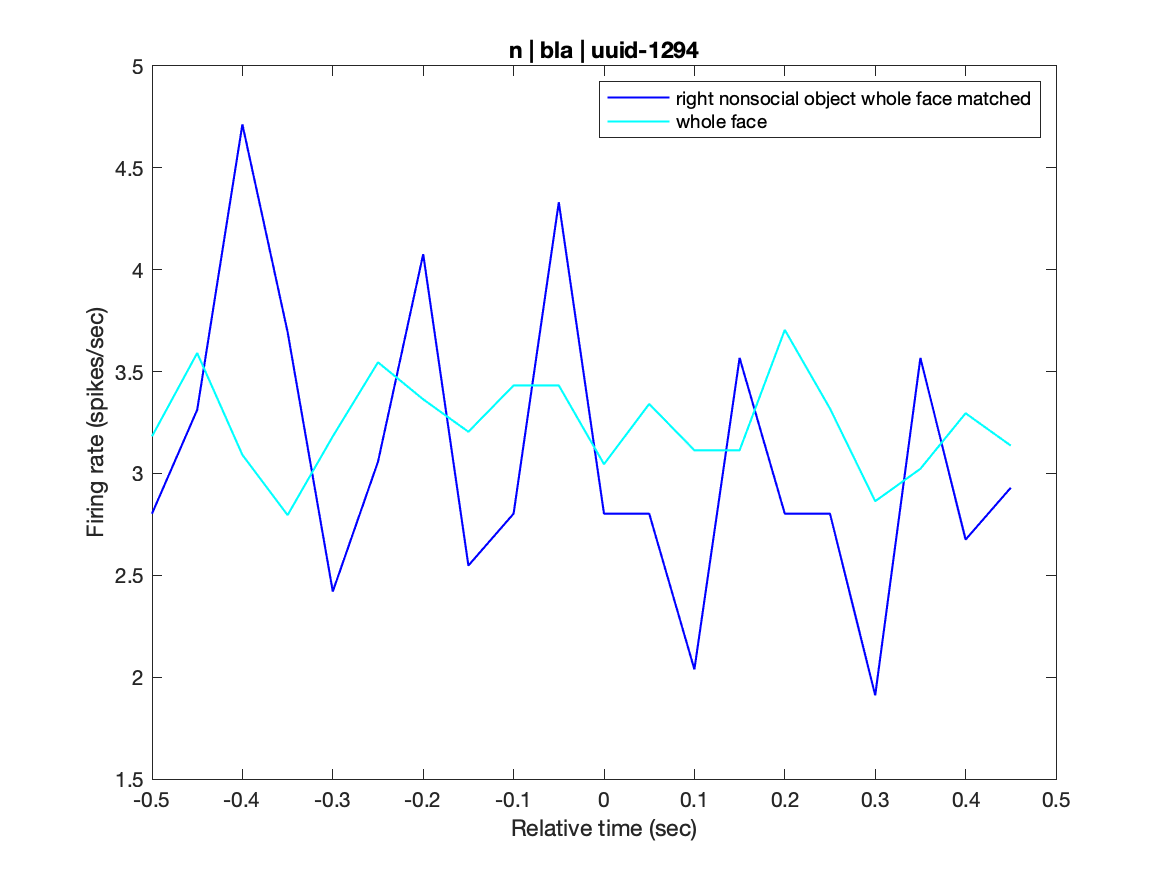 n | bla | uuid-1294
right nonsocial object whole face matched
whole face
5
4.5
4
3.5
3
2.5
2
1.5
Firing rate (spikes/sec)
-0.5 -0.4 -0.3 -0.2 -0.1 0 0.1 0.2 0.3 0.4 0.5
Relative time (sec)